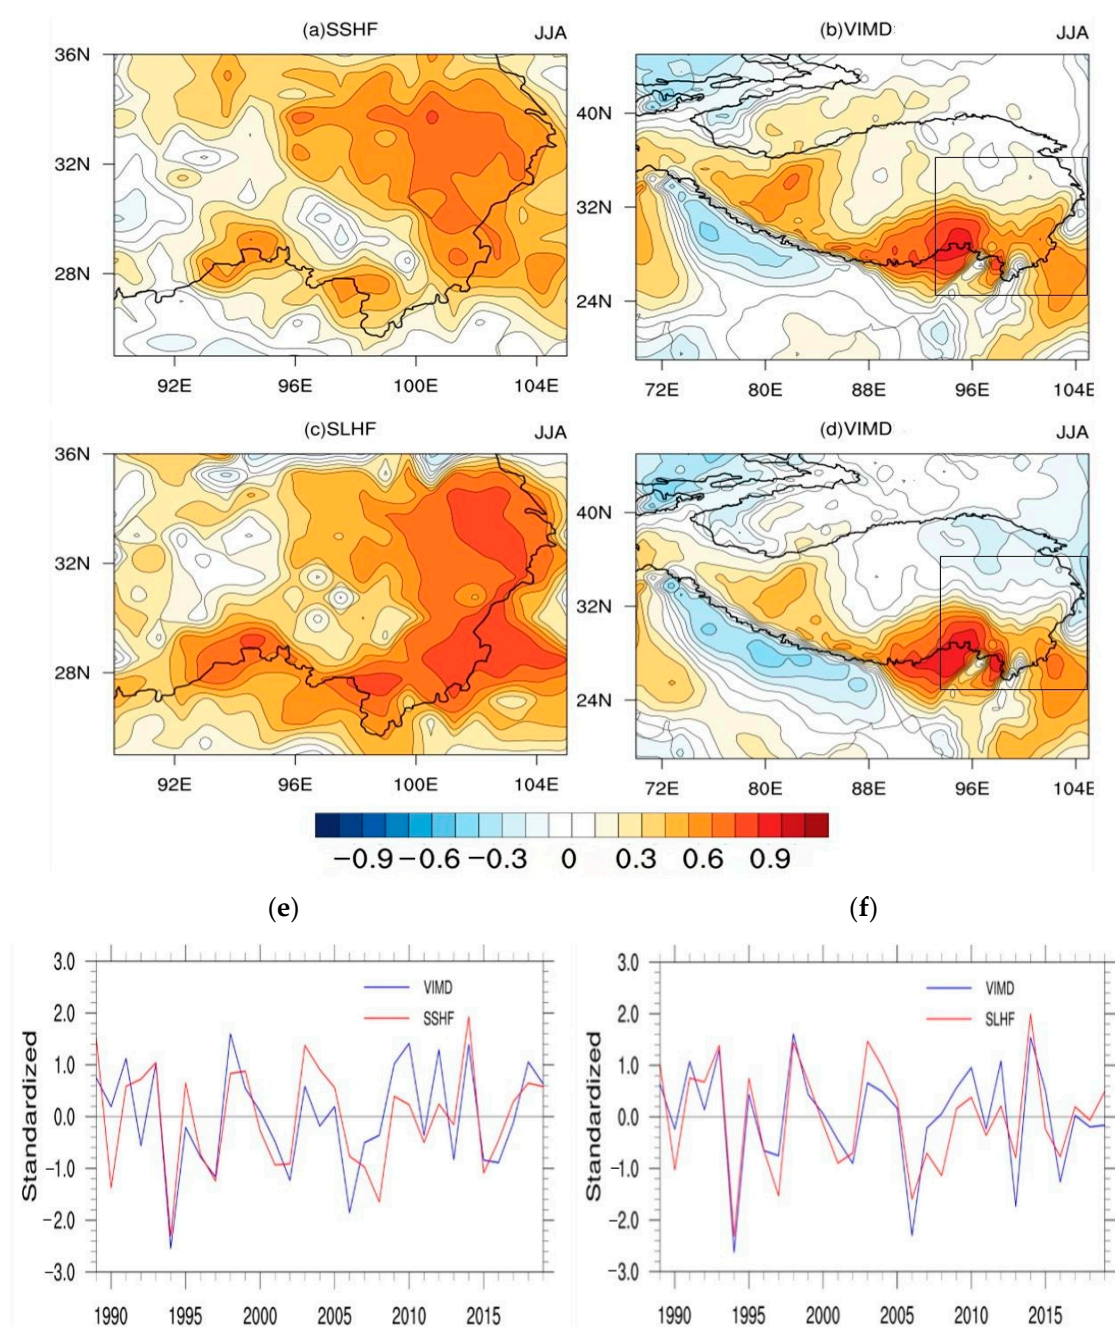 (a)SSHF JJA (b)VIMD JJA
36N
40N
32N
32N
28N
24N
92E 96E 100E 104E 72E 80E 88E 96E 104E
(c)SLHF JJA (d)VIMD JJA
36N
40N
32N
32N
28N
24N
92E 96E 100E 104E 72E 80E 88E 96E 104E
−0.9 −0.6 −0.3 0 0.3 0.6 0.9
(e) (f)
3.0 3.0
VIMD VIMD
2.0 2.0
SSHF SLHF
1.0 1.0
0.0 0.0
−1.0 −1.0
−2.0 −2.0
−3.0 −3.0
Standardized Standardized
1990 1995 2000 2005 2010 2015 1990 1995 2000 2005 2010 2015